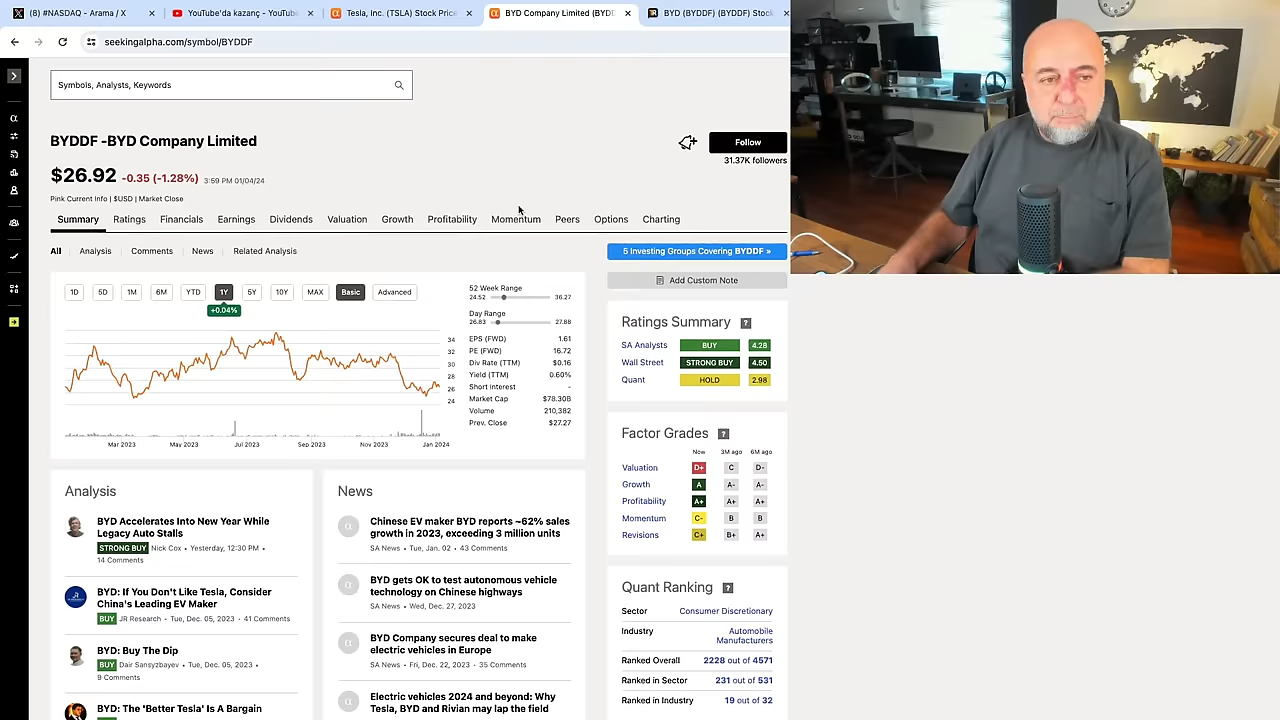 #NASDAQ - Arama / X
YouTube'da kazanç - YouTube
Tesla, Inc. (TSLA) Stock Price
BYD Company Limited (BYD
BYD (BYDDF) (BYDDF) Stock
seekingalpha.com/symbol/BYDDF
Symbols, Analysts, Keywords
BYDDF -BYD Company Limited
Follow
31.37K followers
$26.92 -0.35 (-1.28%) 3:59 PM 01/04/24
Pink Current Info | $USD | Market Close
Summary Ratings Financials Earnings Dividends Valuation Growth Profitability Momentum Peers Options Charting
All Analysis Comments News Related Analysis
5 Investing Groups Covering BYDDF »
Add Custom Note
1D 5D 1M 6M YTD 1Y 5Y 10Y MAX Basic Advanced
+0.04%
34
32
30
28
26
24
Mar 2023 May 2023 Jul 2023 Sep 2023 Nov 2023 Jan 2024
52 Week Range
24.52 36.27
Day Range
26.83 27.88
EPS (FWD) 1.61
PE (FWD) 16.72
Div Rate (TTM) $0.16
Yield (TTM) 0.60%
Short Interest -
Market Cap $78.30B
Volume 210,382
Prev. Close $27.27
Ratings Summary ?
SA Analysts BUY 4.28
Wall Street STRONG BUY 4.50
Quant HOLD 2.98
Factor Grades ?
Now 3M ago 6M ago
Valuation D+ C D-
Growth A A- A-
Profitability A+ A+ A+
Momentum C- B B
Revisions C+ B+ A+
Quant Ranking ?
Sector Consumer Discretionary
Industry Automobile
Manufacturers
Ranked Overall 2228 out of 4571
Ranked in Sector 231 out of 531
Ranked in Industry 19 out of 32
Analysis
BYD Accelerates Into New Year While
Legacy Auto Stalls
STRONG BUY Nick Cox • Yesterday, 12:30 PM •
14 Comments
BYD: If You Don't Like Tesla, Consider
China's Leading EV Maker
BUY JR Research • Tue, Dec. 05, 2023 • 41 Comments
BYD: Buy The Dip
BUY Dair Sansyzbayev • Tue, Dec. 05, 2023 •
9 Comments
BYD: The 'Better Tesla' Is A Bargain
News
Chinese EV maker BYD reports ~62% sales
growth in 2023, exceeding 3 million units
SA News • Tue, Jan. 02 • 43 Comments
BYD gets OK to test autonomous vehicle
technology on Chinese highways
SA News • Wed, Dec. 27, 2023
BYD Company secures deal to make
electric vehicles in Europe
SA News • Fri, Dec. 22, 2023 • 35 Comments
Electric vehicles 2024 and beyond: Why
Tesla, BYD and Rivian may lap the field